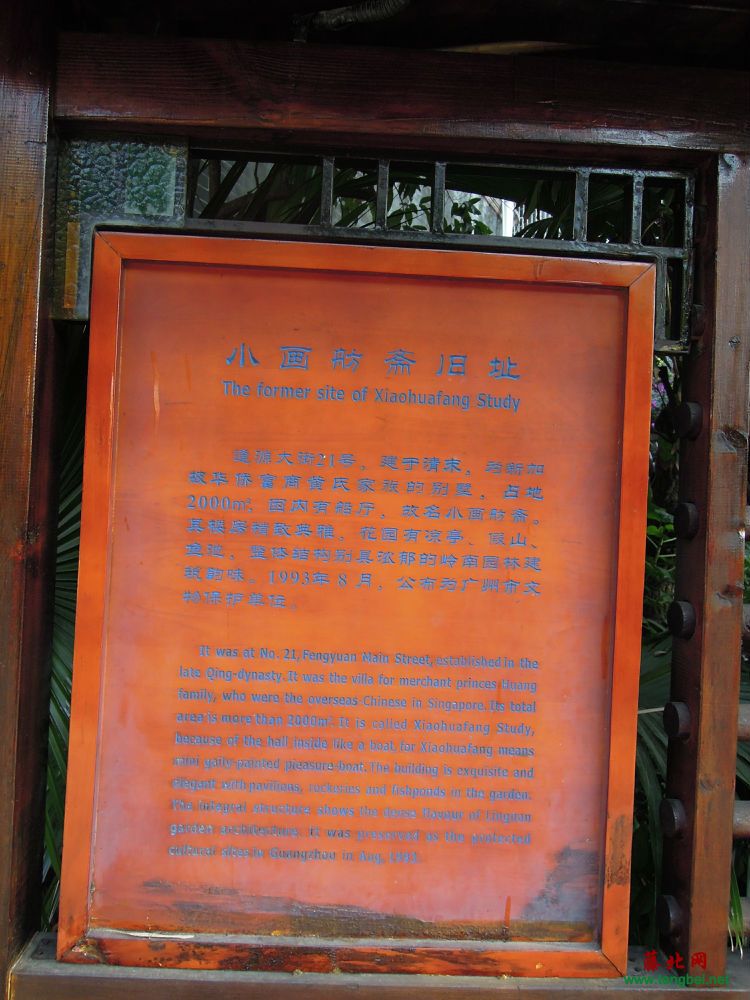 小画舫斋旧址
The former site of Xiaohuafang Study
逢源大街21号，建于清末。为新加
坡华侨富商黄氏家族的别墅，占地
2000m²，园内有船厅，故名小画舫斋。
其楼房精致典雅，花园有凉亭、假山、
鱼池，整体结构别具浓郁的岭南园林建
筑韵味。1993年8月，公布为广州市文
物保护单位。
It was at No. 21,Fengyuan Main Street,established in the
late Qing-dynasty.It was the villa for merchant princes Huang
family, who were the overseas Chinese in Singapore.Its total
area is more than 2000m².It is called Xiaohuafang Study,
because of the hall inside like a boat, for Xiaohuafang means
mini gaily-painted pleasure-boat.The building is exquisite and
elegant with pavilions, rockeries and fishponds in the garden.
The integral structure shows the dense flavour of Lingnan
garden architecture. It was preserved as the protected
cultural sites in Guangzhou in Aug,1993.
荔北网
www.longbei.net